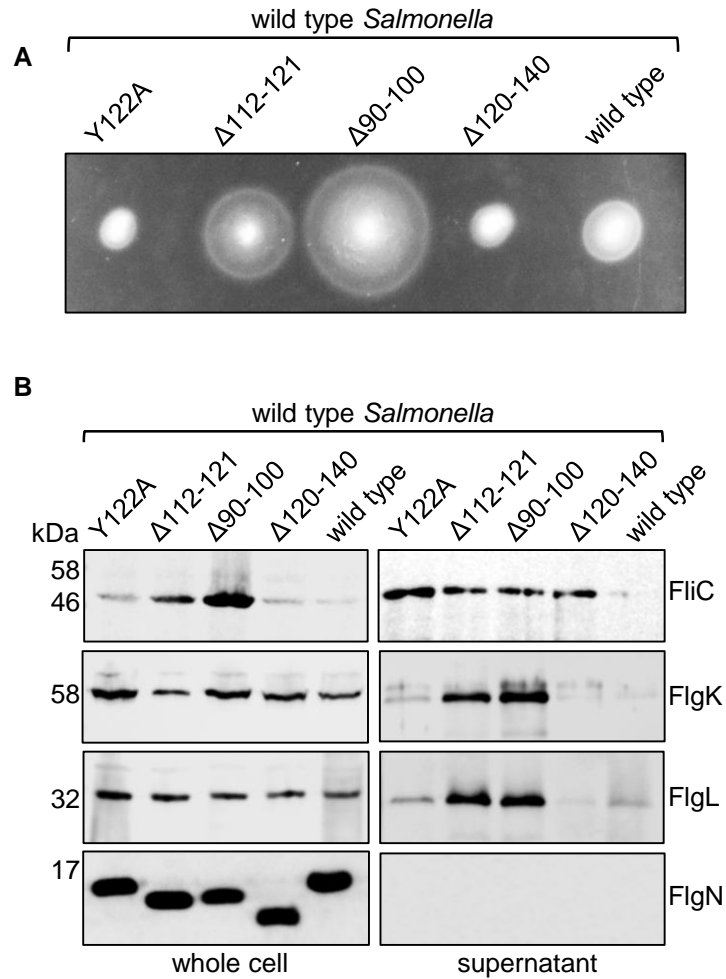 wild type Salmonella
A
Y122A Δ112-121 Δ90-100 Δ120-140 wild type
B
wild type Salmonella
Y122A Δ112-121 Δ90-100 Δ120-140 wild type Y122A Δ112-121 Δ90-100 Δ120-140 wild type
kDa
58
46 FliC
58 FlgK
32 FlgL
17
FlgN
whole cell supernatant